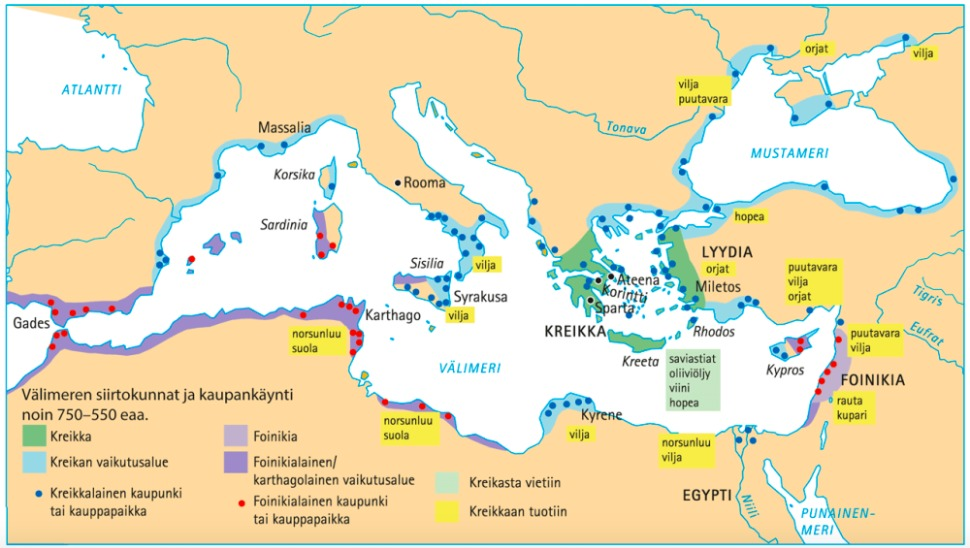 orjat
vilja
ATLANTTI
vilja
puutavara
Massalia
Tonava
MUSTAMERI
Korsika
Rooma
Sardinia
hopea
LYYDIA
orjat
Sisilia
vilja
Ateena
puutavara
vilja
orjat
Korintti
Miletos
Tigris
Gades
Karthago
Syrakusa
vilja
Sparta
KREIKKA
Rhodos
Eufrat
norsunluu
suola
VÄLIMERI
Kreeta
saviastiat
oliiviöljy
viini
hopea
Kypros
puutavara
vilja
FOINIKIA
rauta
kupari
norsunluu
suola
Kyrene
vilja
norsunluu
vilja
EGYPTI
Niili
PUNAINEN-
MERI
Välimeren siirtokunnat ja kaupankäynti
noin 750–550 eaa.
Kreikka
Kreikan vaikutusalue
Kreikkalainen kaupunki
tai kauppapaikka
Foinikia
Foinikialainen/
karthagolainen vaikutusalue
Foinikialainen kaupunki
tai kauppapaikka
Kreikasta vietiin
Kreikkaan tuotiin